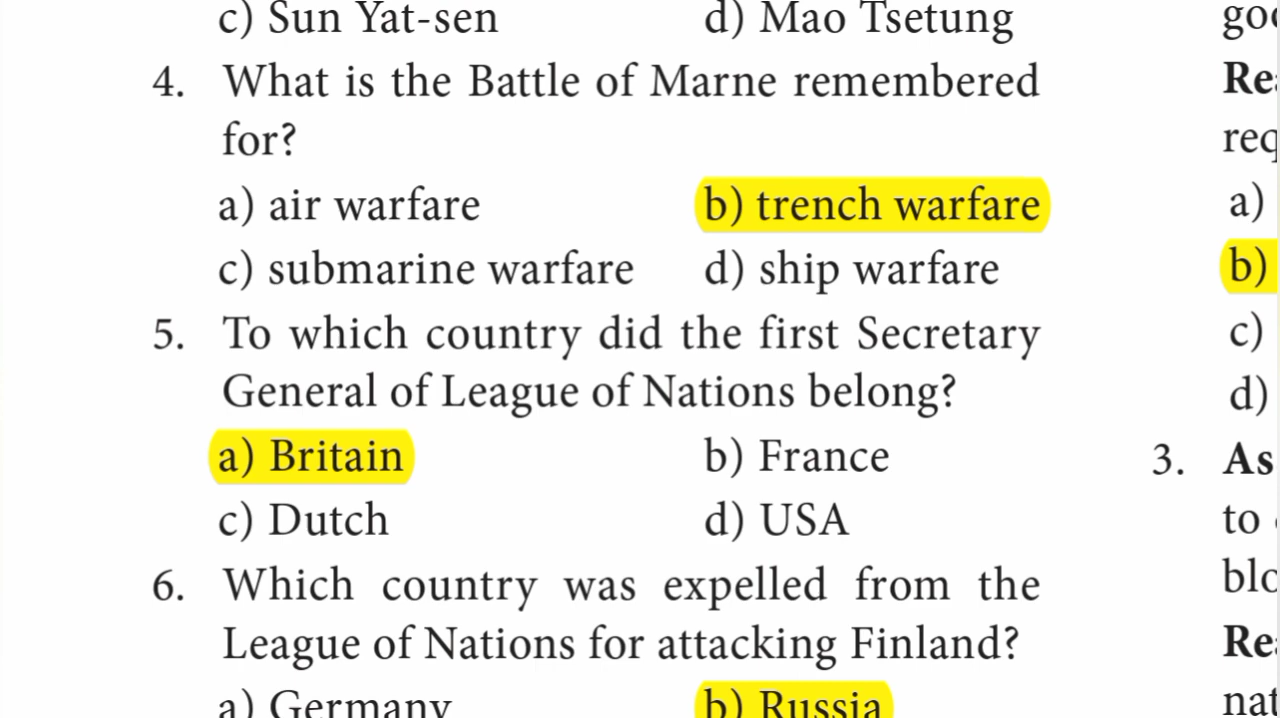 c) Sun Yat-sen d) Mao Tsetung
4. What is the Battle of Marne remembered
for?
a) air warfare b) trench warfare
c) submarine warfare d) ship warfare
5. To which country did the first Secretary
General of League of Nations belong?
a) Britain b) France
c) Dutch d) USA
6. Which country was expelled from the
League of Nations for attacking Finland?
a) Germany b) Russia
a)
b)
c)
d)
3. As
to